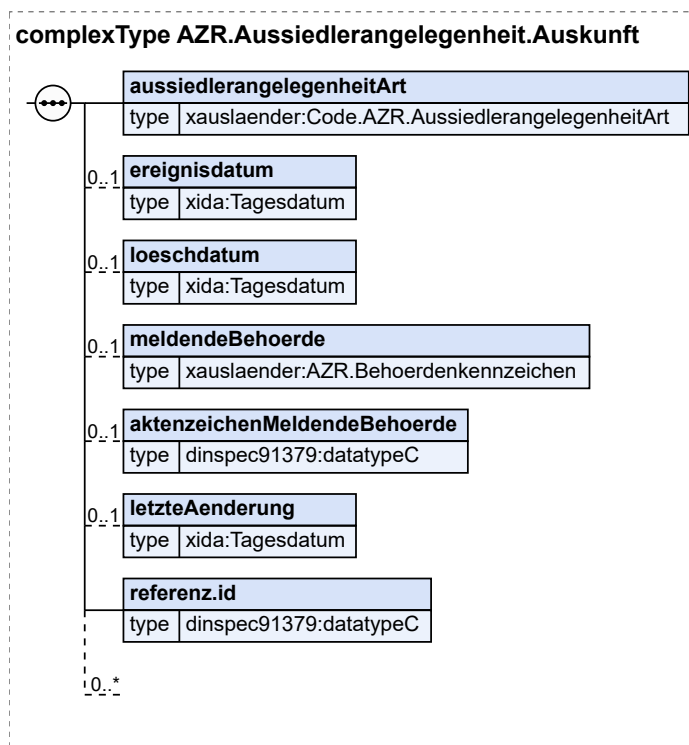 complexType AZR.Aussiedlerangelegenheit.Auskunft
aussiedlerangelegenheitArt
type xauslaender:Code.AZR.AussiedlerangelegenheitArt
0..1 ereignisdatum
type xida:Tagesdatum
0..1 loeschdatum
type xida:Tagesdatum
0..1 meldendeBehoerde
type xauslaender:AZR.Behoerdenkennzeichen
0..1 aktenzeichenMeldendeBehoerde
type dinspec91379:datatypeC
0..1 letzteAenderung
type xida:Tagesdatum
referenz.id
type dinspec91379:datatypeC
0..*